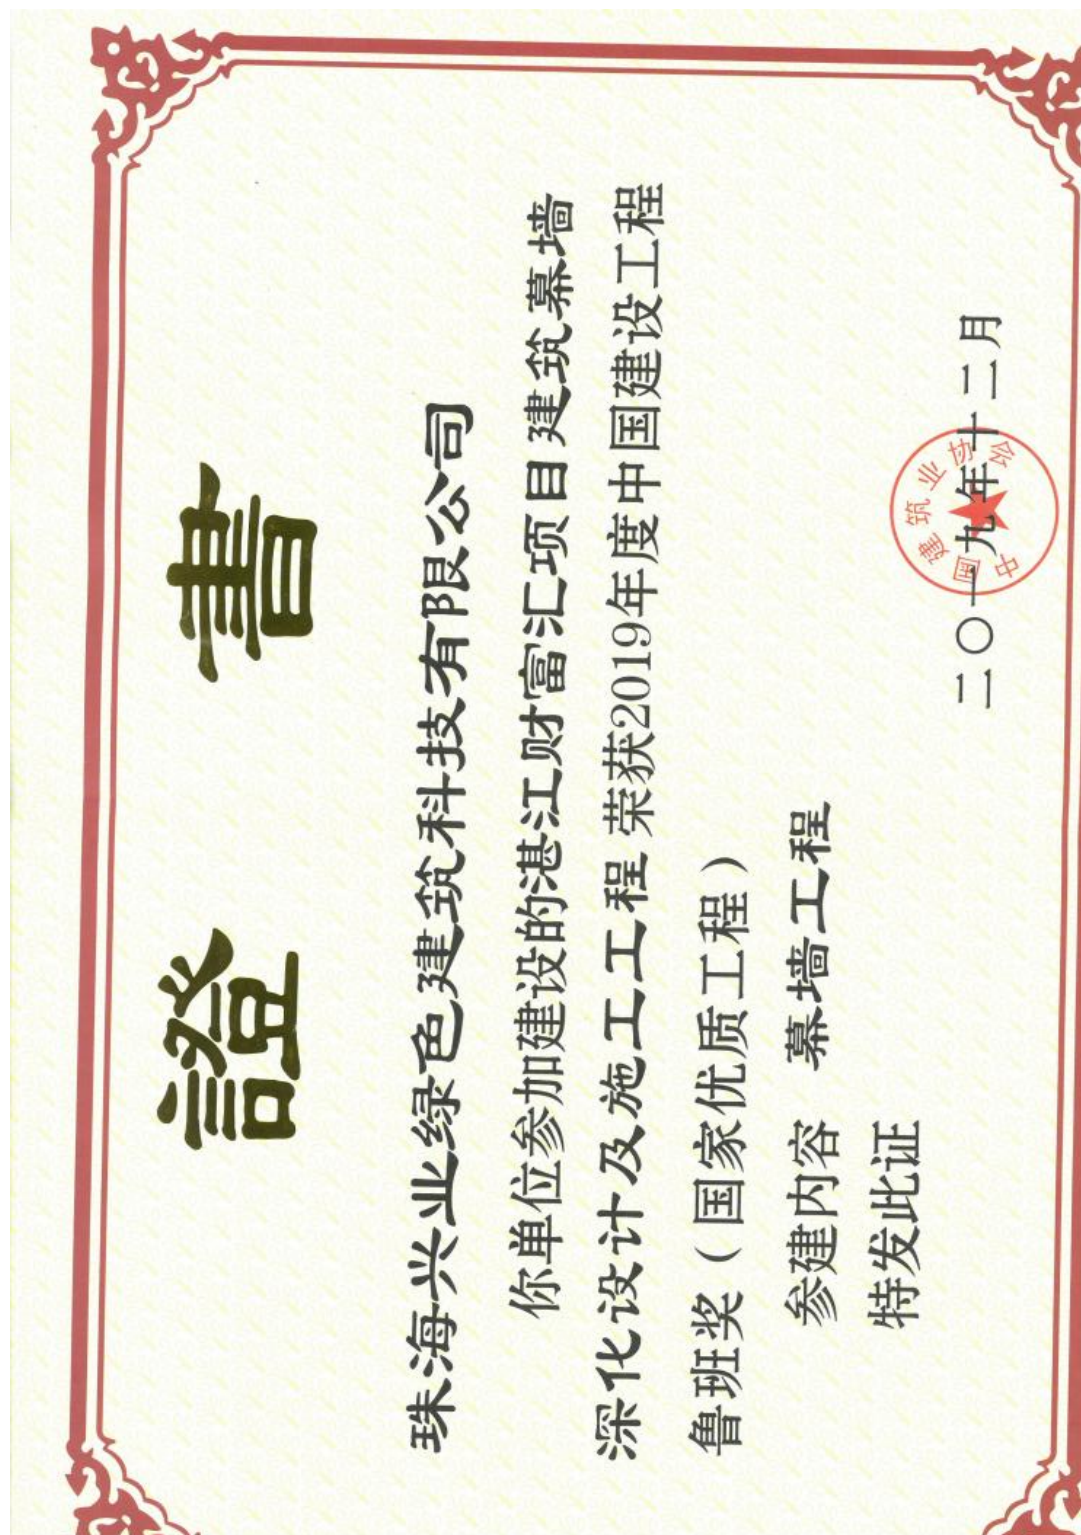 證書
珠海兴业绿色建筑科技有限公司
你单位参加建设的湛江财富汇项目建筑幕墙
深化设计及施工工程 荣获2019年度中国建设工程
鲁班奖（国家优质工程）
参建内容 幕墙工程
特发此证
中国建筑业协会
二〇一九年十二月